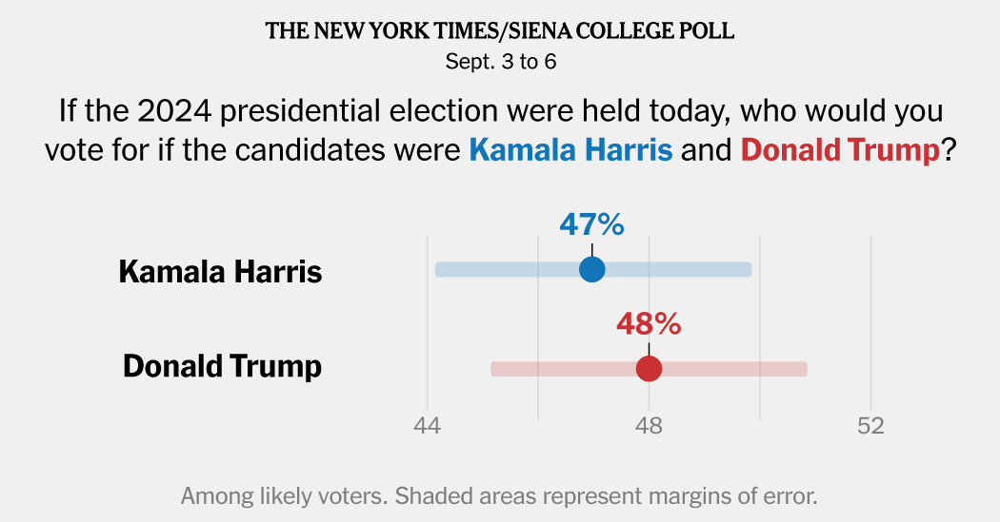 THE NEW YORK TIMES/SIENA COLLEGE POLL
Sept. 3 to 6
If the 2024 presidential election were held today, who would you
vote for if the candidates were Kamala Harris and Donald Trump?
47%
Kamala Harris
48%
Donald Trump
44 48 52
Among likely voters. Shaded areas represent margins of error.